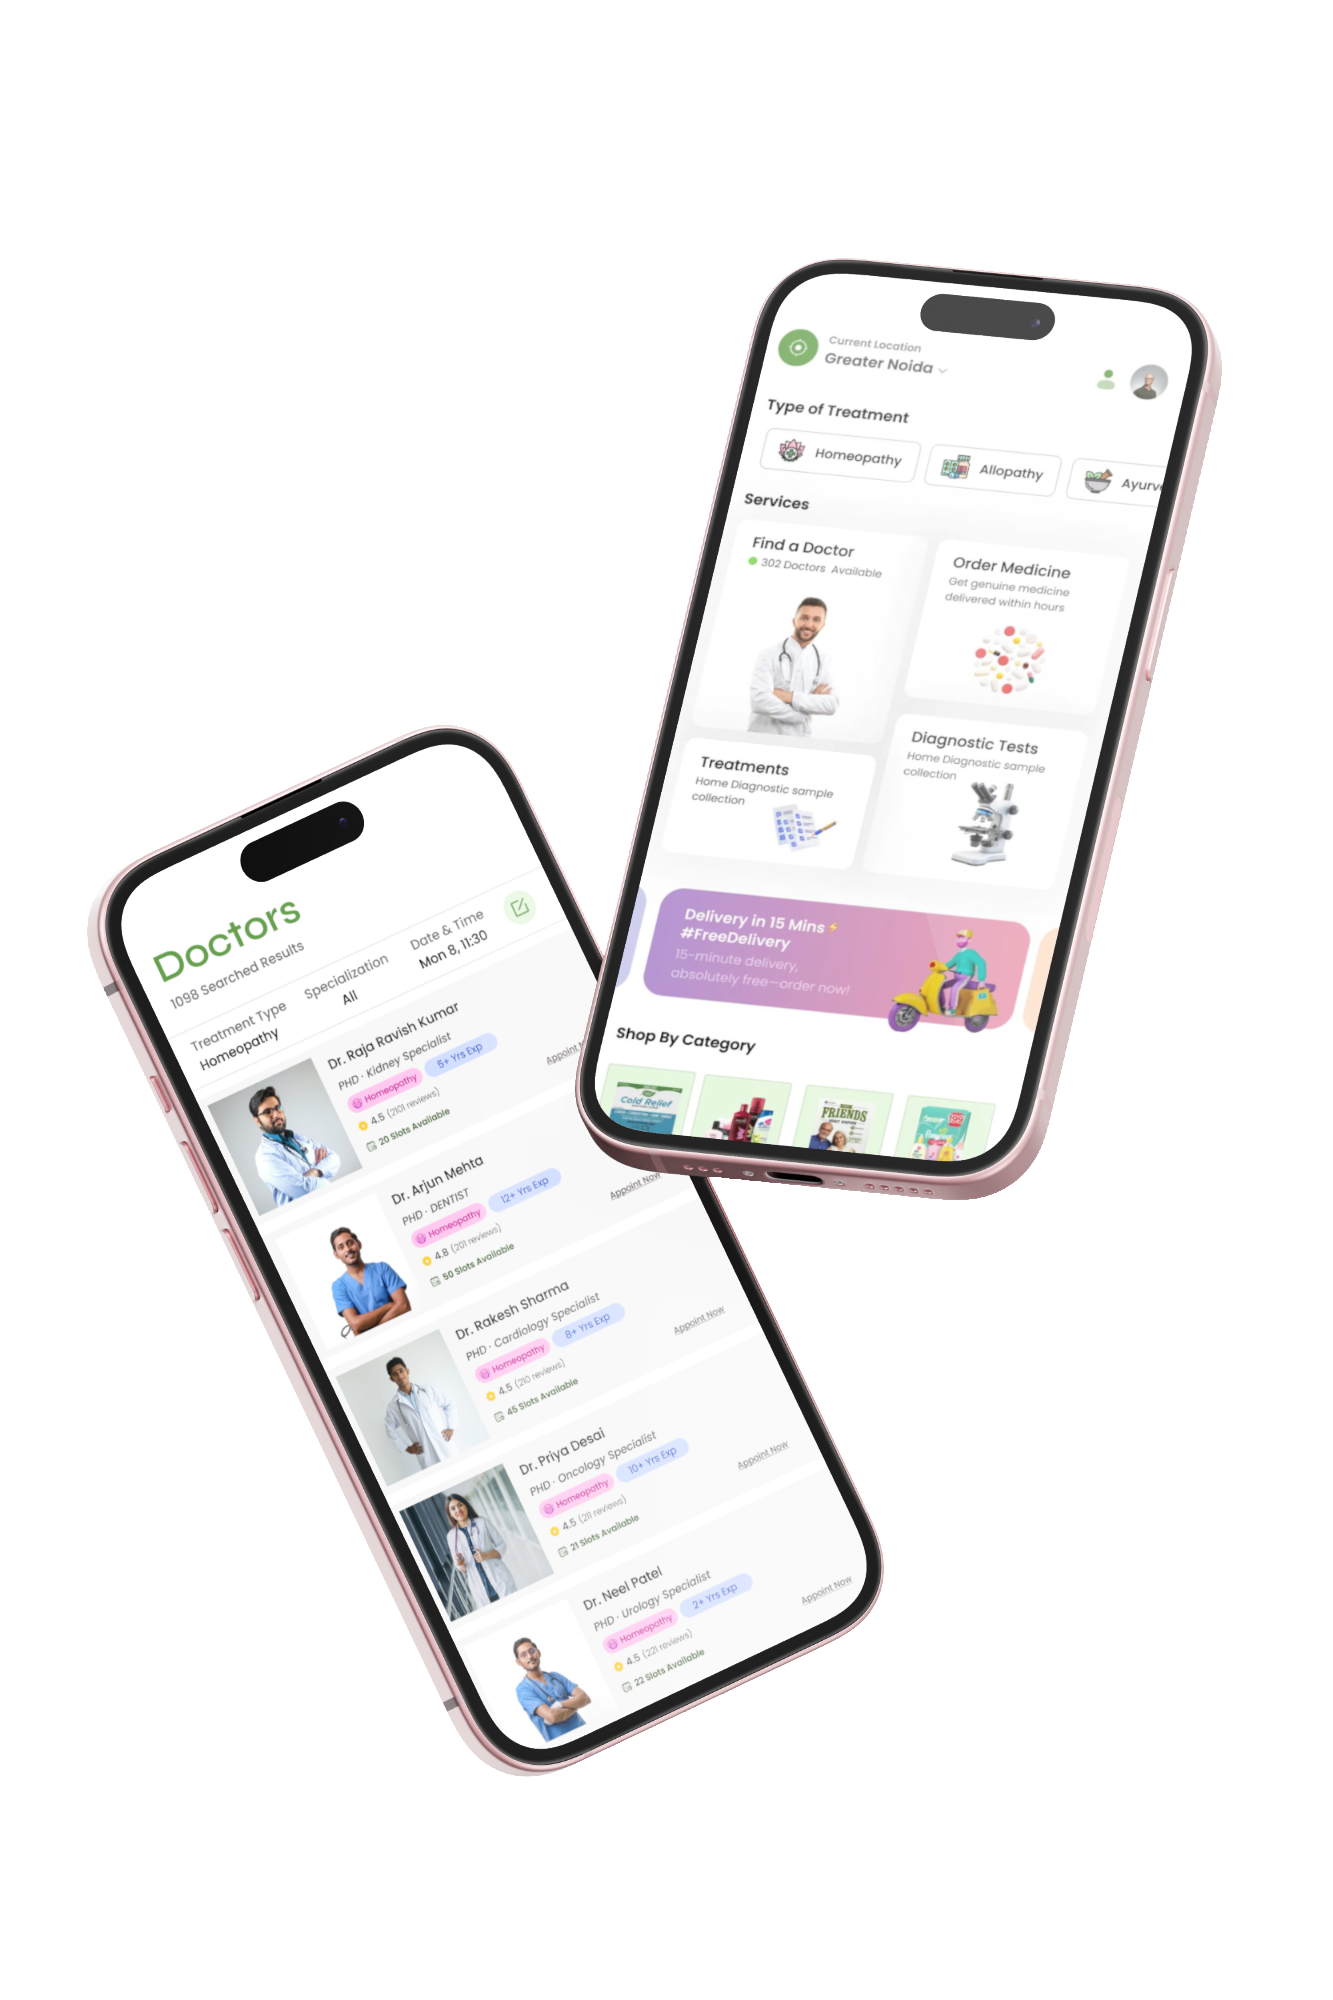 Current Location
Greater Noida
Type of Treatment
Homeopathy
Allopathy
Ayurve
Services
Find a Doctor
302 Doctors Available
Order Medicine
Get genuine medicine
delivered within hours
Treatments
Home Diagnostic sample
collection
Diagnostic Tests
Home Diagnostic sample
collection
Delivery in 15 Mins⚡
#FreeDelivery
15-minute delivery,
absolutely free—order now!
Shop By Category
Cold Relief
FRIENDS
Doctors
1098 Searched Results
Treatment Type
Homeopathy
Specialization
All
Date & Time
Mon 8, 11:30
Dr. Raja Ravish Kumar
PHD · Kidney Specialist
Homeopathy
5+ Yrs Exp
4.5 (2101 reviews)
20 Slots Available
Appoint
Dr. Arjun Mehta
PHD · DENTIST
Homeopathy
12+ Yrs Exp
4.8 (201 reviews)
50 Slots Available
Appoint Now
Dr. Rakesh Sharma
PHD · Cardiology Specialist
Homeopathy
8+ Yrs Exp
4.5 (210 reviews)
45 Slots Available
Appoint Now
Dr. Priya Desai
PHD · Oncology Specialist
Homeopathy
10+ Yrs Exp
4.5 (211 reviews)
21 Slots Available
Appoint Now
Dr. Neel Patel
PHD · Urology Specialist
Homeopathy
2+ Yrs Exp
4.5 (221 reviews)
22 Slots Available
Appoint Now